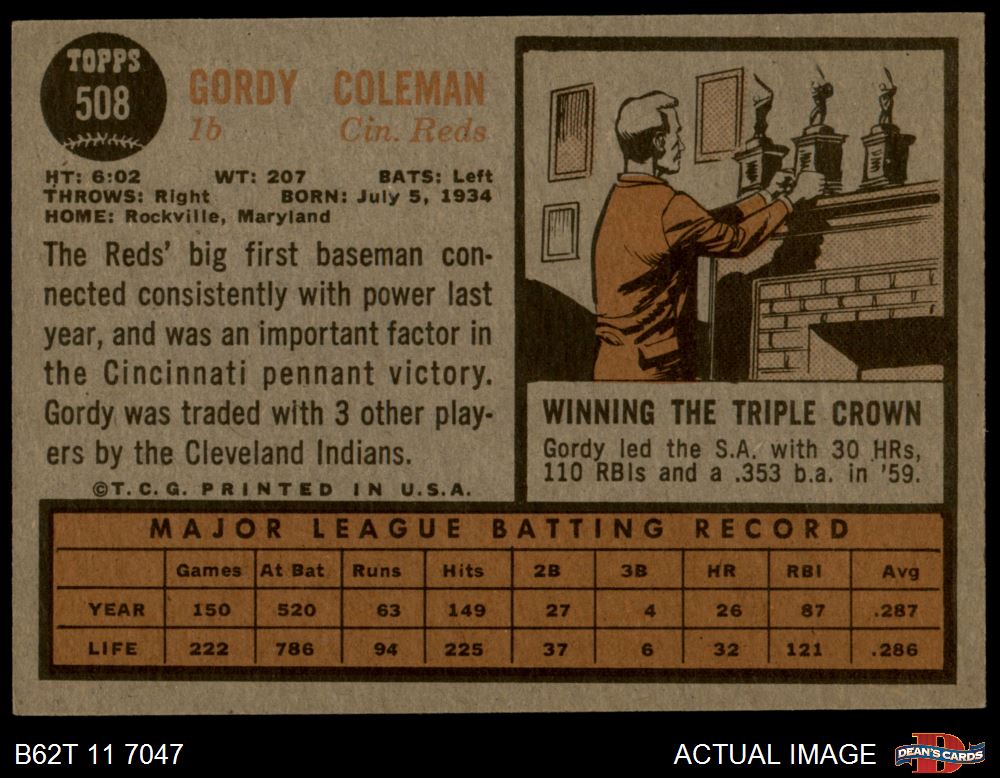 TOPPS
508
GORDY COLEMAN
1b Cin. Reds
HT: 6:02 WT: 207 BATS: Left
THROWS: Right BORN: July 5, 1934
HOME: Rockville, Maryland
The Reds' big first baseman con-
nected consistently with power last
year, and was an important factor in
the Cincinnati pennant victory.
Gordy was traded with 3 other play-
ers by the Cleveland Indians.
©T.C.G. PRINTED IN U.S.A.
WINNING THE TRIPLE CROWN
Gordy led the S.A. with 30 HRs,
110 RBIs and a .353 b.a. in '59.
MAJOR LEAGUE BATTING RECORD
Games At Bat Runs Hits 2B 3B HR RBI Avg
YEAR 150 520 63 149 27 4 26 87 .287
LIFE 222 786 94 225 37 6 32 121 .286
B62T 11 7047
ACTUAL IMAGE
D
DEAN'S CARDS